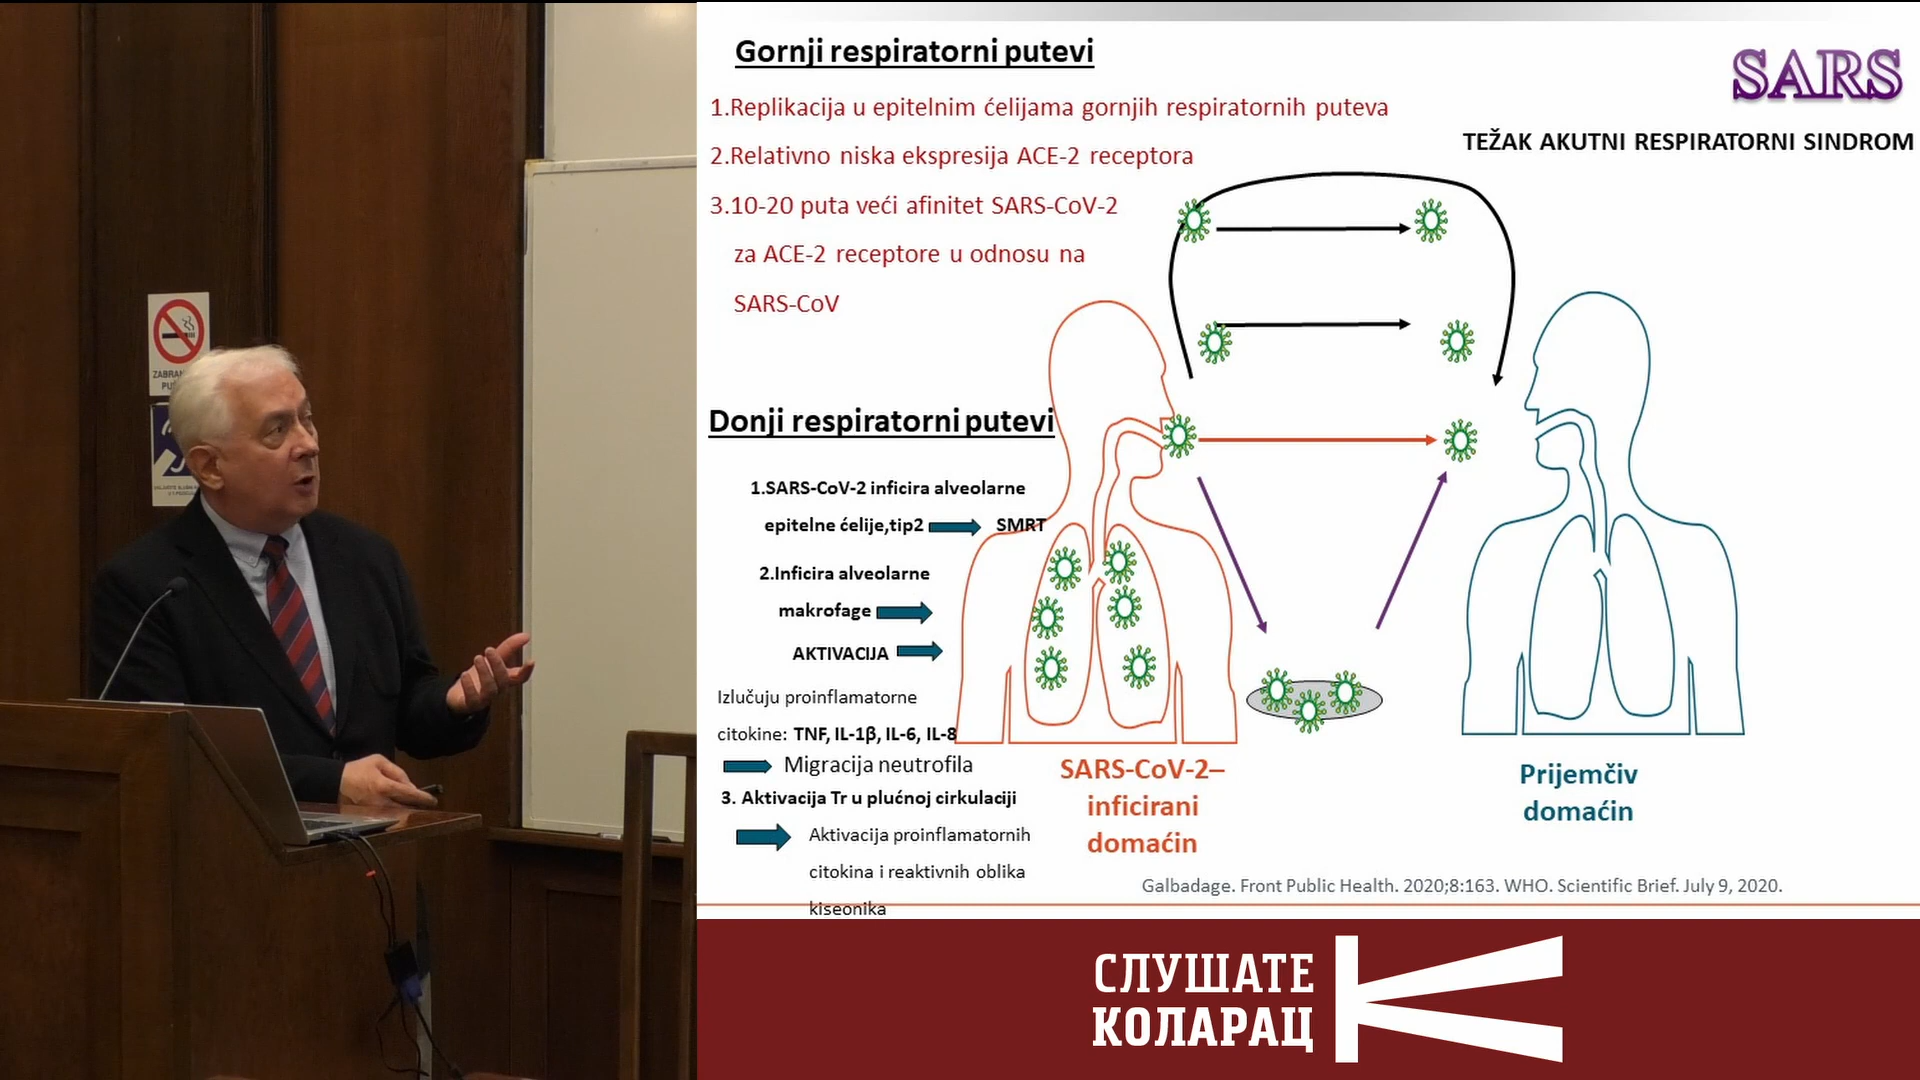 Gornji respiratorni putevi
SARS
1.Replikacija u epitelnim ćelijama gornjih respiratornih puteva
TEŽAK AKUTNI RESPIRATORNI SINDROM
2.Relativno niska ekspresija ACE-2 receptora
3.10-20 puta veći afinitet SARS-CoV-2
za ACE-2 receptore u odnosu na
SARS-CoV
Donji respiratorni putevi
1.SARS-CoV-2 inficira alveolarne
epitelne ćelije,tip2 SMRT
2.Inficira alveolarne
makrofage
AKTIVACIJA
Izlučuju proinflamatorne
citokine: TNF, IL-1β, IL-6, IL-8
Migracija neutrofila
3. Aktivacija Tr u plućnoj cirkulaciji
Aktivacija proinflamatornih
citokina i reaktivnih oblika
kiseonika
SARS-CoV-2–
inficirani
domaćin
Prijemčiv
domaćin
Galbadage. Front Public Health. 2020;8:163. WHO. Scientific Brief. July 9, 2020.
СЛУШАТЕ
КОЛАРАЦ